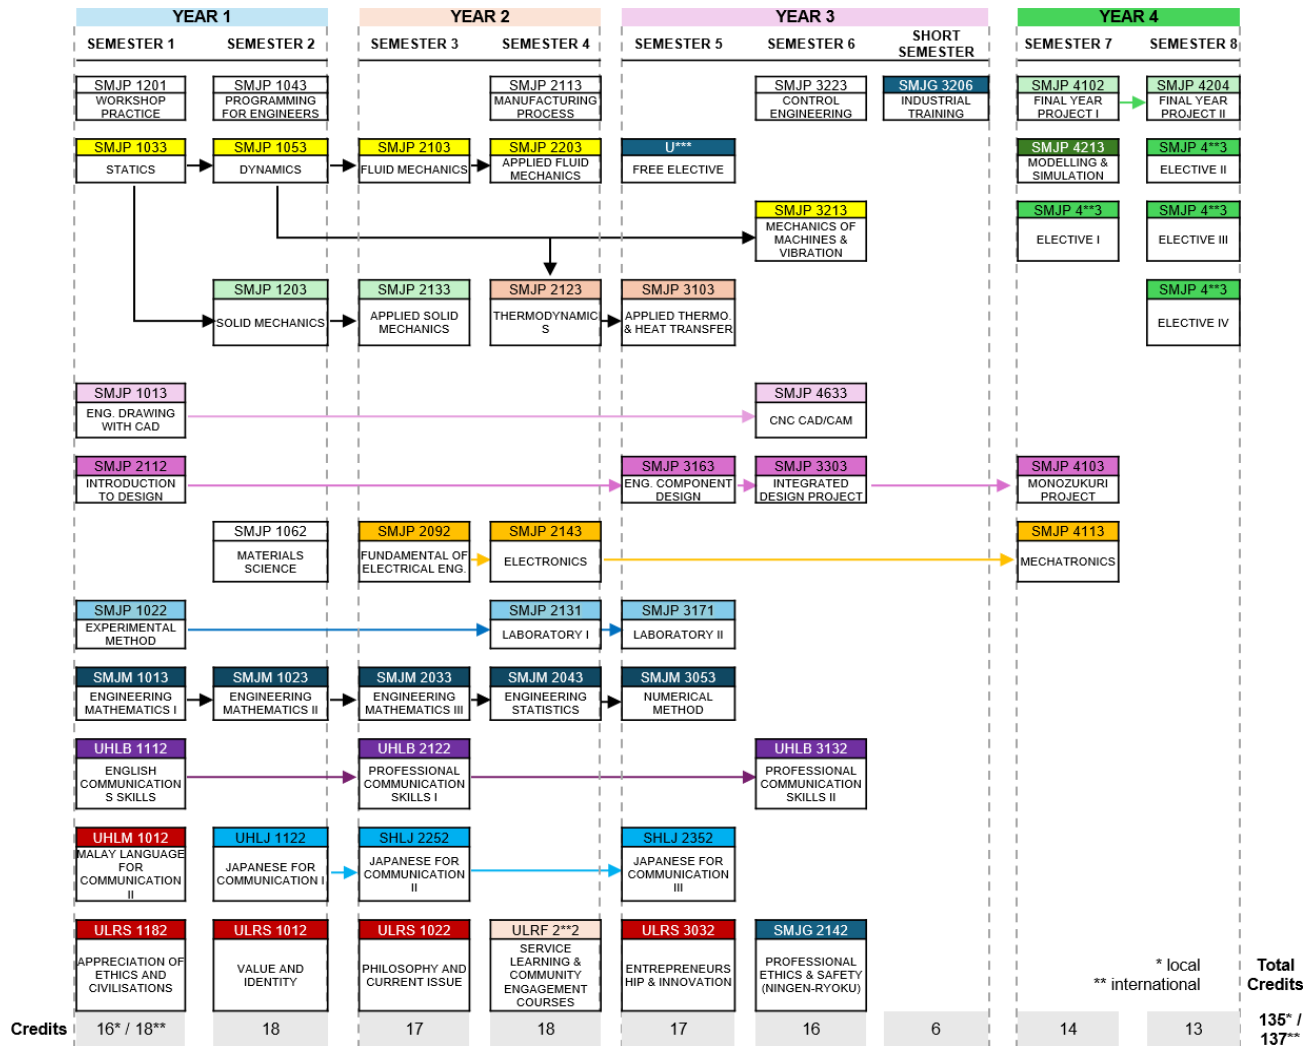 YEAR 1 YEAR 2 YEAR 3 YEAR 4
SEMESTER 1 SEMESTER 2 SEMESTER 3 SEMESTER 4 SEMESTER 5 SEMESTER 6 SHORT SEMESTER SEMESTER 7 SEMESTER 8
SMJP 1201
WORKSHOP
PRACTICE
SMJP 1043
PROGRAMMING
FOR ENGINEERS
SMJP 2113
MANUFACTURING
PROCESS
SMJP 3223
CONTROL
ENGINEERING
SMJG 3206
INDUSTRIAL
TRAINING
SMJP 4102
FINAL YEAR
PROJECT I
SMJP 4204
FINAL YEAR
PROJECT II
SMJP 1033
STATICS
SMJP 1053
DYNAMICS
SMJP 2103
FLUID MECHANICS
SMJP 2203
APPLIED FLUID
MECHANICS
U***
FREE ELECTIVE
SMJP 4213
MODELLING &
SIMULATION
SMJP 4**3
ELECTIVE II
SMJP 3213
MECHANICS OF
MACHINES &
VIBRATION
SMJP 4**3
ELECTIVE I
SMJP 4**3
ELECTIVE III
SMJP 1203
SOLID MECHANICS
SMJP 2133
APPLIED SOLID
MECHANICS
SMJP 2123
THERMODYNAMIC
S
SMJP 3103
APPLIED THERMO.
& HEAT TRANSFER
SMJP 4**3
ELECTIVE IV
SMJP 1013
ENG. DRAWING
WITH CAD
SMJP 4633
CNC CAD/CAM
SMJP 2112
INTRODUCTION
TO DESIGN
SMJP 3163
ENG. COMPONENT
DESIGN
SMJP 3303
INTEGRATED
DESIGN PROJECT
SMJP 4103
MONOZUKURI
PROJECT
SMJP 1062
MATERIALS
SCIENCE
SMJP 2092
FUNDAMENTAL OF
ELECTRICAL ENG.
SMJP 2143
ELECTRONICS
SMJP 4113
MECHATRONICS
SMJP 1022
EXPERIMENTAL
METHOD
SMJP 2131
LABORATORY I
SMJP 3171
LABORATORY II
SMJM 1013
ENGINEERING
MATHEMATICS I
SMJM 1023
ENGINEERING
MATHEMATICS II
SMJM 2033
ENGINEERING
MATHEMATICS III
SMJM 2043
ENGINEERING
STATISTICS
SMJM 3053
NUMERICAL
METHOD
UHLB 1112
ENGLISH
COMMUNICATION
S SKILLS
UHLB 2122
PROFESSIONAL
COMMUNICATION
SKILLS I
UHLB 3132
PROFESSIONAL
COMMUNICATION
SKILLS II
UHLM 1012
MALAY LANGUAGE
FOR
COMMUNICATION
II
UHLJ 1122
JAPANESE FOR
COMMUNICATION I
SHLJ 2252
JAPANESE FOR
COMMUNICATION
II
SHLJ 2352
JAPANESE FOR
COMMUNICATION
III
ULRS 1182
APPRECIATION OF
ETHICS AND
CIVILISATIONS
ULRS 1012
VALUE AND
IDENTITY
ULRS 1022
PHILOSOPHY AND
CURRENT ISSUE
ULRF 2**2
SERVICE
LEARNING &
COMMUNITY
ENGAGEMENT
COURSES
ULRS 3032
ENTREPRENEURS
HIP & INNOVATION
SMJG 2142
PROFESSIONAL
ETHICS & SAFETY
(NINGEN-RYOKU)
* local
** international
Total
Credits
Credits 16* / 18** 18 17 18 17 16 6 14 13 135* /
137**